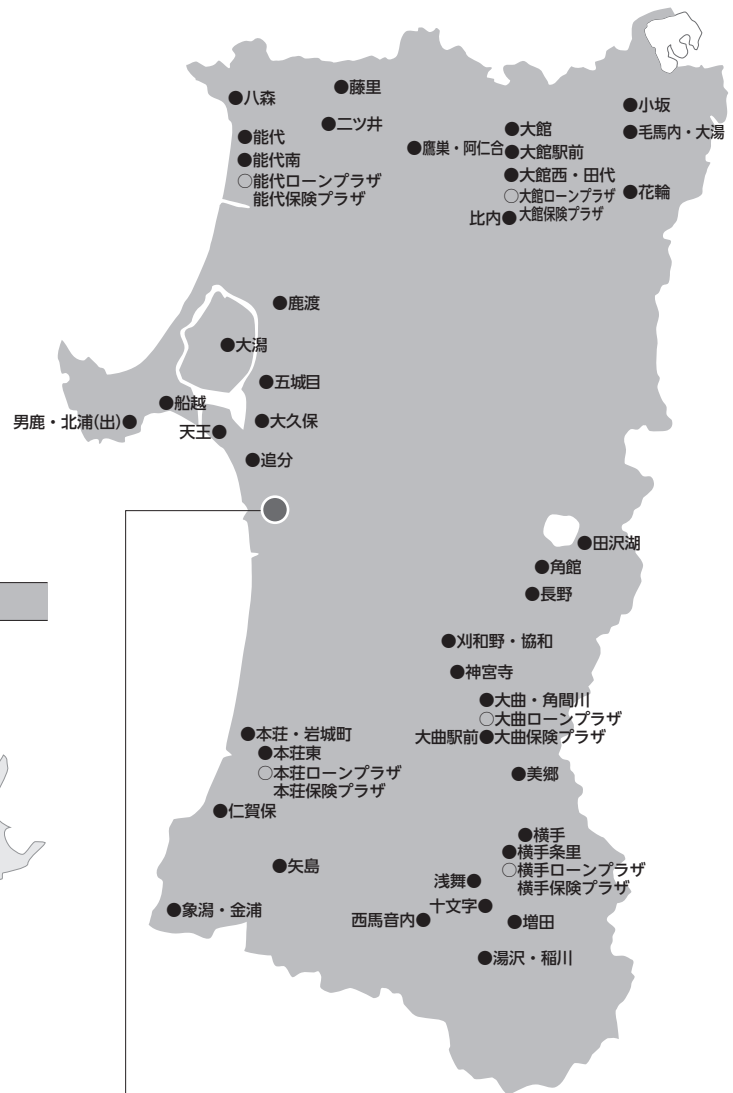 ●八森
●藤里
●二ツ井
●能代
●能代南
○能代ローンプラザ
能代保険プラザ
●鷹巣・阿仁合
●大館
●大館駅前
●大館西・田代
○大館ローンプラザ
大館保険プラザ
比内●
●小坂
●毛馬内・大湯
●花輪
●鹿渡
●大潟
●五城目
●船越
男鹿・北浦(出)●
天王●
●大久保
●追分
●田沢湖
●角館
●長野
●刈和野・協和
●神宮寺
●大曲・角間川
○大曲ローンプラザ
大曲駅前●大曲保険プラザ
●美郷
●本荘・岩城町
●本荘東
○本荘ローンプラザ
本荘保険プラザ
●仁賀保
●矢島
●象潟・金浦
●横手
●横手条里
○横手ローンプラザ
横手保険プラザ
浅舞●
十文字●
西馬音内●
●増田
●湯沢・稲川